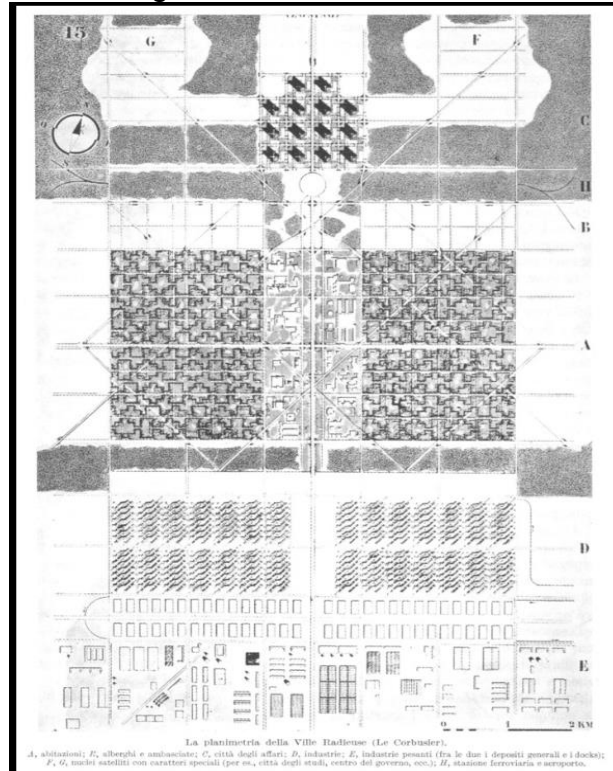 15
G
F
B
C
H
B
A
D
E
0 1 2 KM
La planimetria della Ville Radieuse (Le Corbusier).
A, abitazioni; B, alberghi e ambasciate; C, città degli affari; D, industrie; E, industrie pesanti (fra le due i depositi generali e i docks);
F, G, nuclei satelliti con caratteri speciali (per es., città degli studi, centro del governo, ecc.); H, stazione ferroviaria e aeroporto.